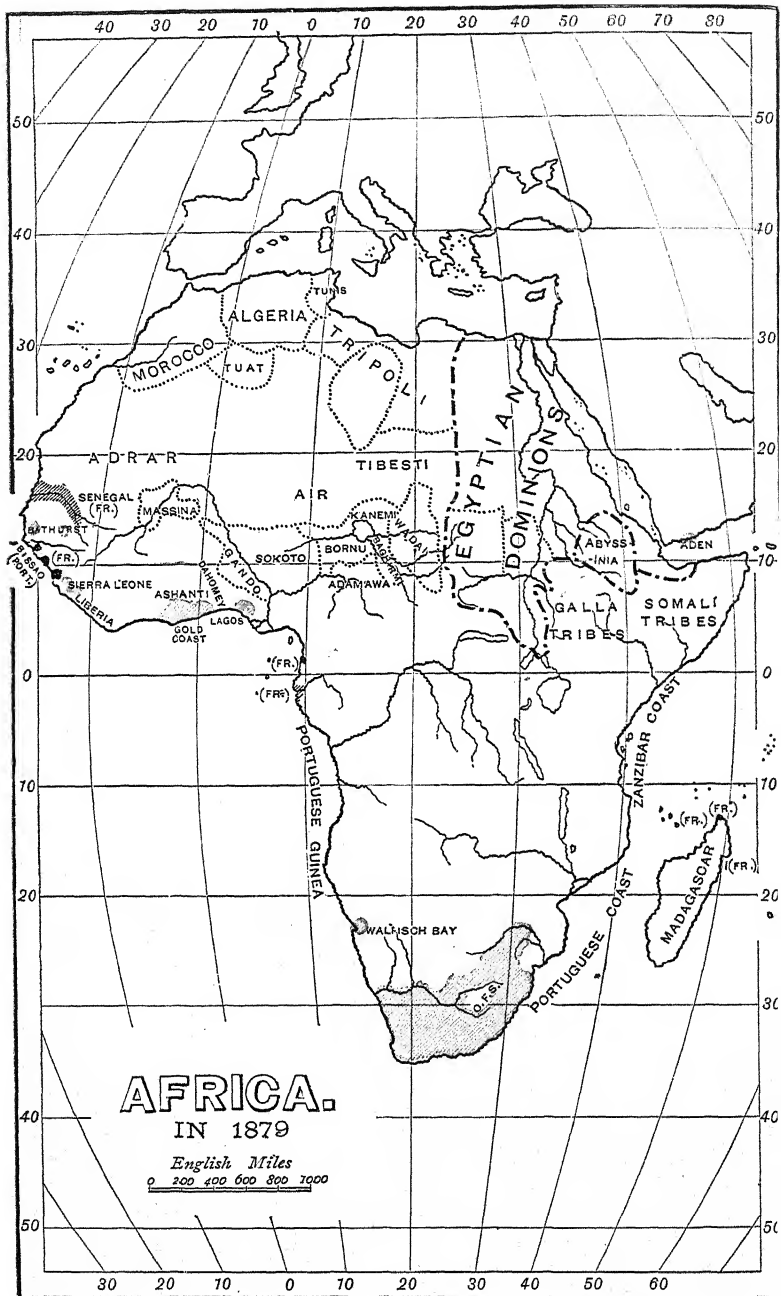 40 30 20 10 0 10 20 30 40 50 60 70 80
50 50
40 40
TUNIS
ALGERIA
30 TRIPOLI 30
MOROCCO
TUAT
EGYPTIAN
DOMINIONS
20 ADRAR 20
TIBESTI
AIR
SENEGAL
(FR.)
MASSINA
KANEM
WADAI
BATHURST
ABYSS
INIA
ADEN
BISSAO
(PORT.)
(FR.)
GANDO
SOKOTO
BORNU
BAGIRMI
10
SIERRA LEONE
DAHOMEY
ADAMAWA
ASHANTI
LIBERIA
LAGOS
GOLD
COAST
GALLA
TRIBES
SOMALI
TRIBES
0 (FR.) 0
(FR.)
PORTUGUESE GUINEA
ZANZIBAR COAST
10 10
(FR.) (FR.)
(FR.)
MADAGASCAR
20 20
WALFISCH BAY
PORTUGUESE COAST
O.F.S.
30 30
AFRICA.
IN 1879
English Miles
0 200 400 600 800 1000
40 40
50 50
30 20 10 0 10 20 30 40 50 60